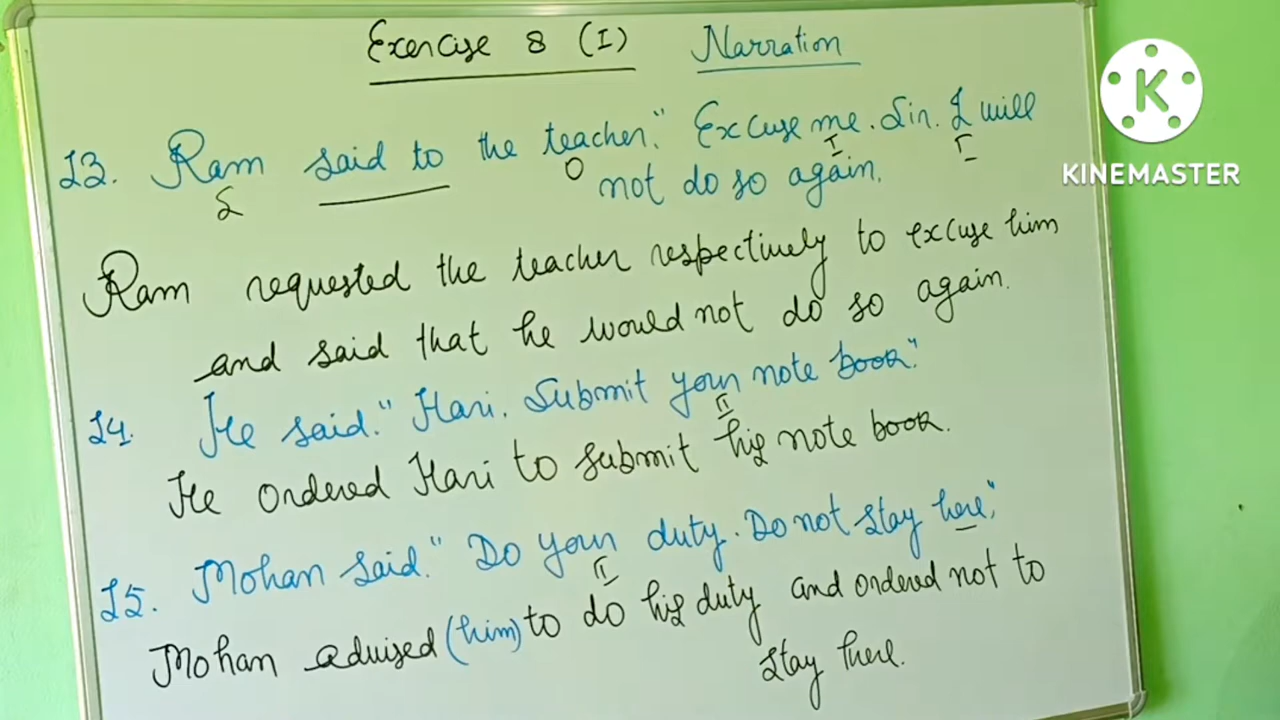 Exercise 8 (I) Narration
13. Ram said to the teacher." Excuse me. Sir. I will
S O I I
not do so again.
Ram requested the teacher respectively to excuse him
and said that he would not do so again.
14. He said." Hari. Submit your note book."
II
He ordered Hari to submit his note book.
15. Mohan said." Do your duty. Do not stay here",
II
Mohan advised (him) to do his duty and ordered not to
stay there.
K
KINEMASTER